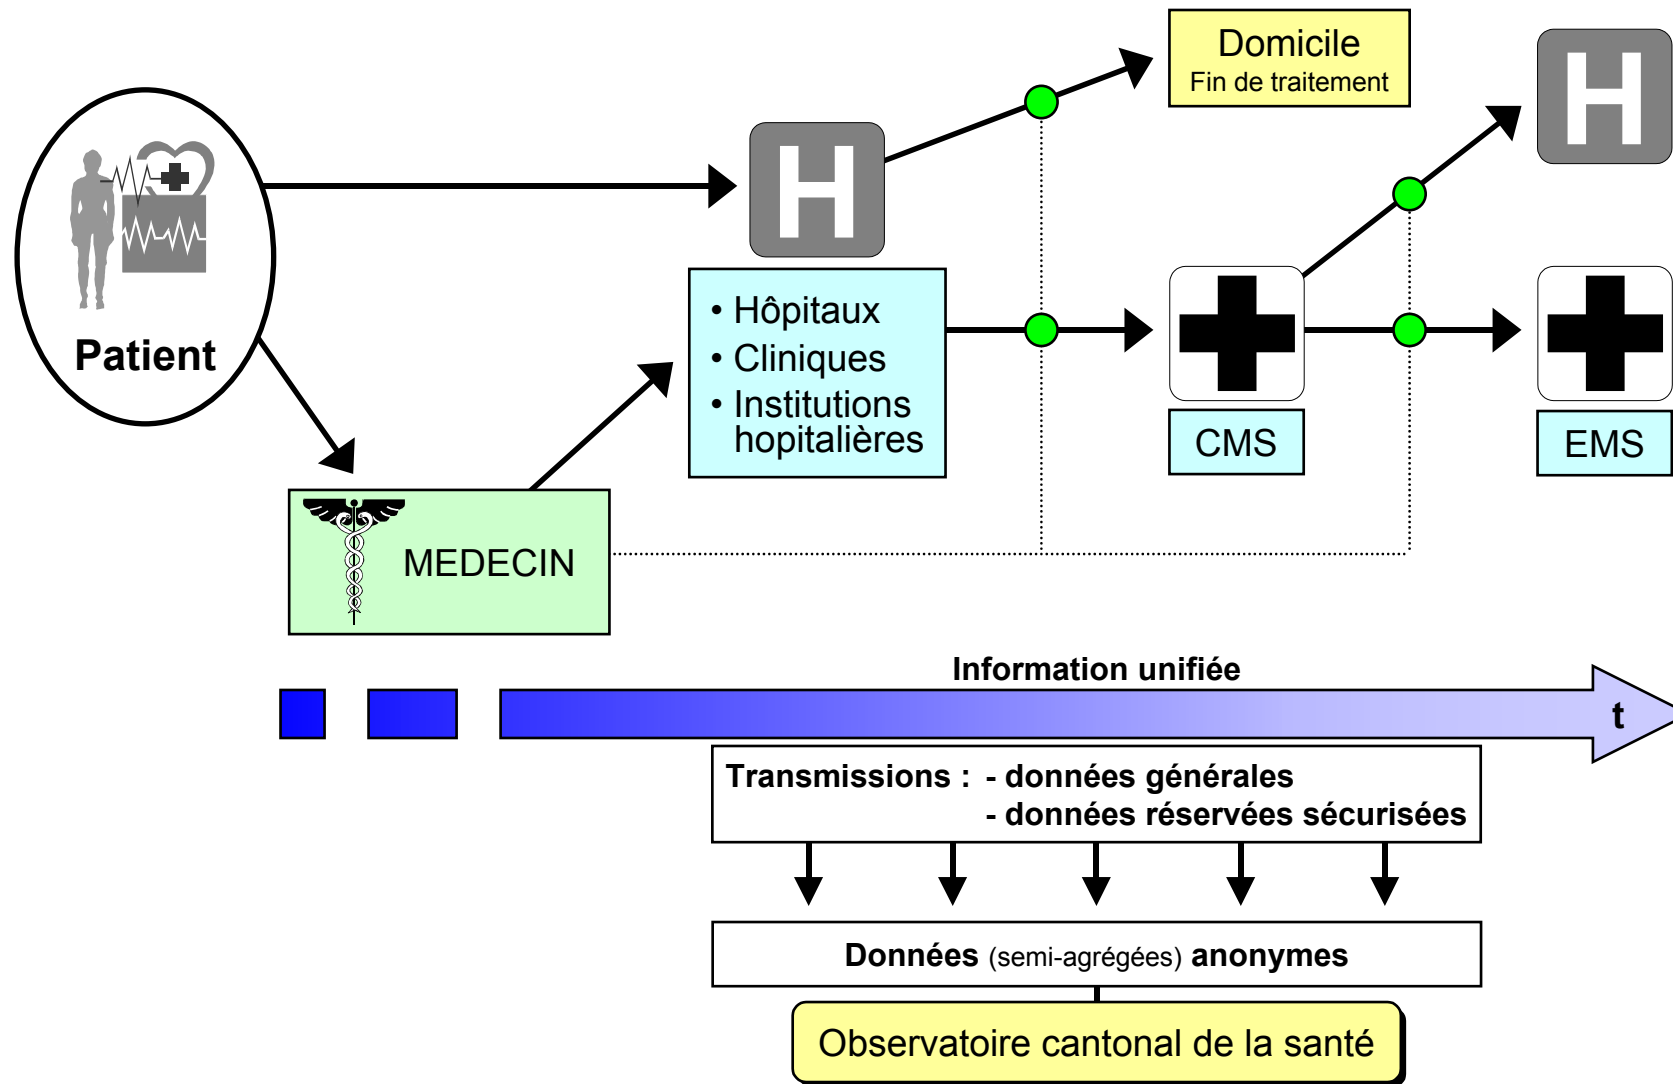 Domicile
Fin de traitement
H
H
Patient
• Hôpitaux
• Cliniques
• Institutions
hopitalières
CMS
EMS
MEDECIN
Information unifiée
t
Transmissions : - données générales
- données réservées sécurisées
Données (semi-agrégées) anonymes
Observatoire cantonal de la santé